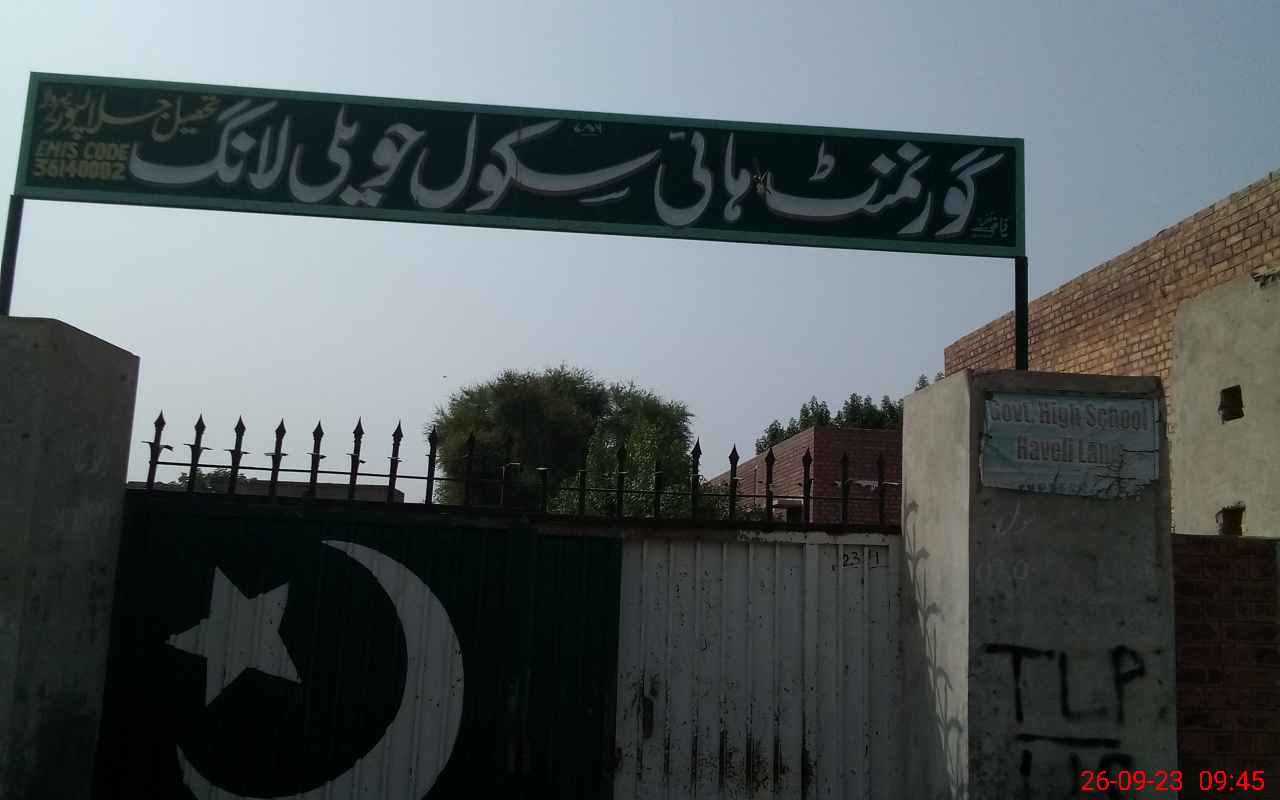 گورنمنٹ ہائی سکول حویلی لانگ
تحصیل جلالپور
EMIS CODE
36140002
Govt. High School
Haveli Lang
23 1
TLP
26-09-23 09:45